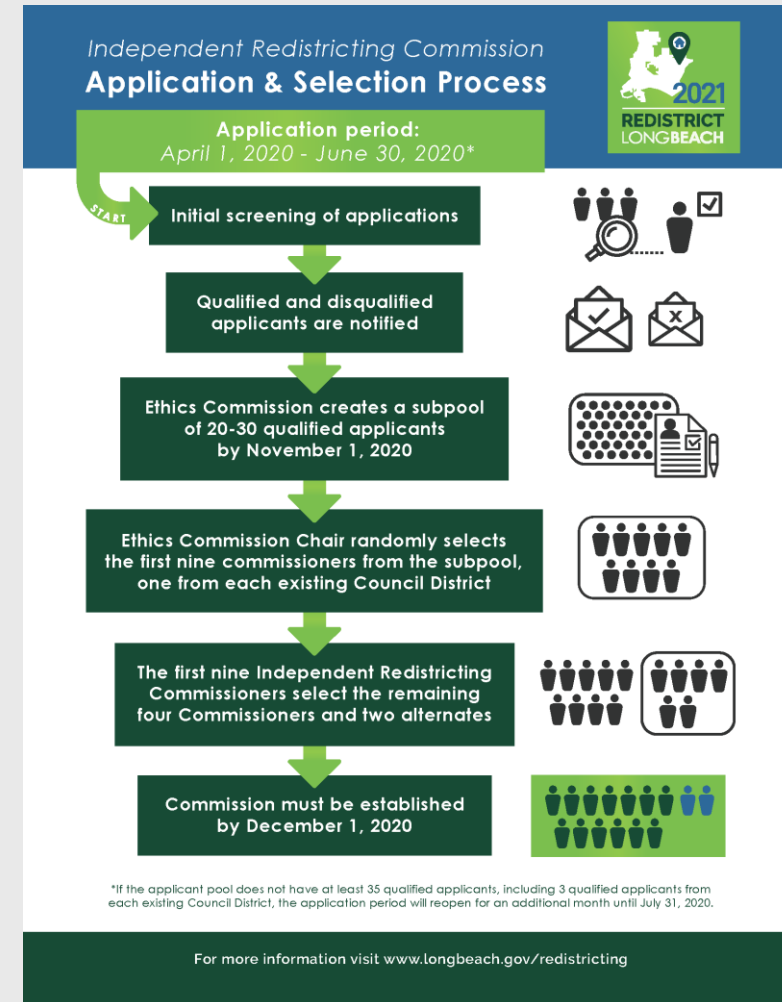 Independent Redistricting Commission
Application & Selection Process
2021
REDISTRICT
LONGBEACH
Application period:
April 1, 2020 - June 30, 2020*
START
Initial screening of applications
Qualified and disqualified
applicants are notified
Ethics Commission creates a subpool
of 20-30 qualified applicants
by November 1, 2020
Ethics Commission Chair randomly selects
the first nine commissioners from the subpool,
one from each existing Council District
The first nine Independent Redistricting
Commissioners select the remaining
four Commissioners and two alternates
Commission must be established
by December 1, 2020
*If the applicant pool does not have at least 35 qualified applicants, including 3 qualified applicants from
each existing Council District, the application period will reopen for an additional month until July 31, 2020.
For more information visit www.longbeach.gov/redistricting